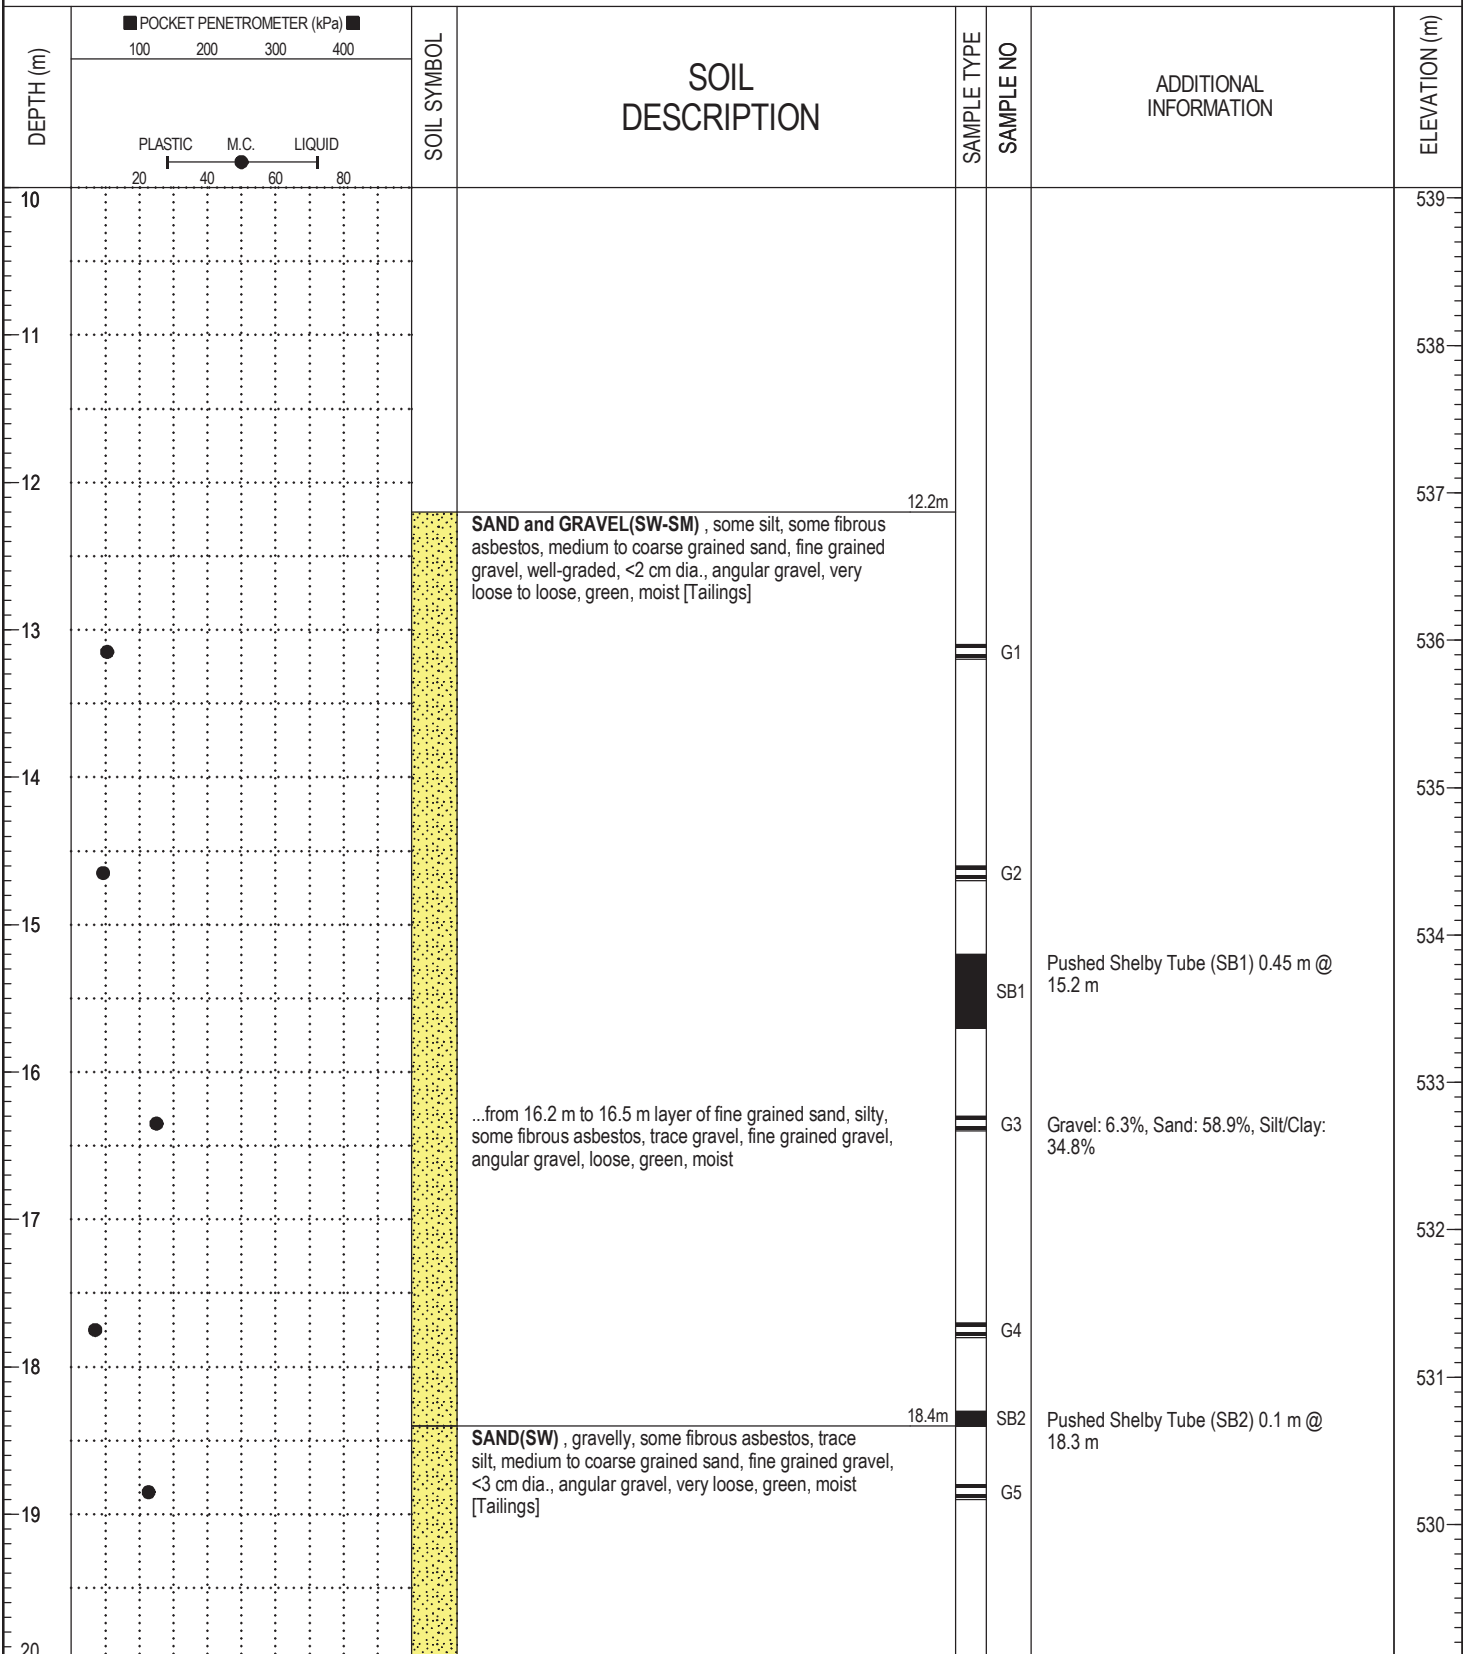 POCKET PENETROMETER (kPa)
100 200 300 400
PLASTIC M.C. LIQUID
20 40 60 80
DEPTH (m)
SOIL SYMBOL
SOIL
DESCRIPTION
SAMPLE TYPE
SAMPLE NO
ADDITIONAL
INFORMATION
ELEVATION (m)
10
539
11
538
12
537
12.2m
SAND and GRAVEL(SW-SM) , some silt, some fibrous
asbestos, medium to coarse grained sand, fine grained
gravel, well-graded, <2 cm dia., angular gravel, very
loose to loose, green, moist [Tailings]
13
536
G1
14
535
G2
15
534
Pushed Shelby Tube (SB1) 0.45 m @
15.2 m
SB1
16
533
...from 16.2 m to 16.5 m layer of fine grained sand, silty,
some fibrous asbestos, trace gravel, fine grained gravel,
angular gravel, loose, green, moist
G3
Gravel: 6.3%, Sand: 58.9%, Silt/Clay:
34.8%
17
532
G4
18
531
18.4m
SB2
Pushed Shelby Tube (SB2) 0.1 m @
18.3 m
SAND(SW) , gravelly, some fibrous asbestos, trace
silt, medium to coarse grained sand, fine grained gravel,
<3 cm dia., angular gravel, very loose, green, moist
[Tailings]
G5
19
530
20